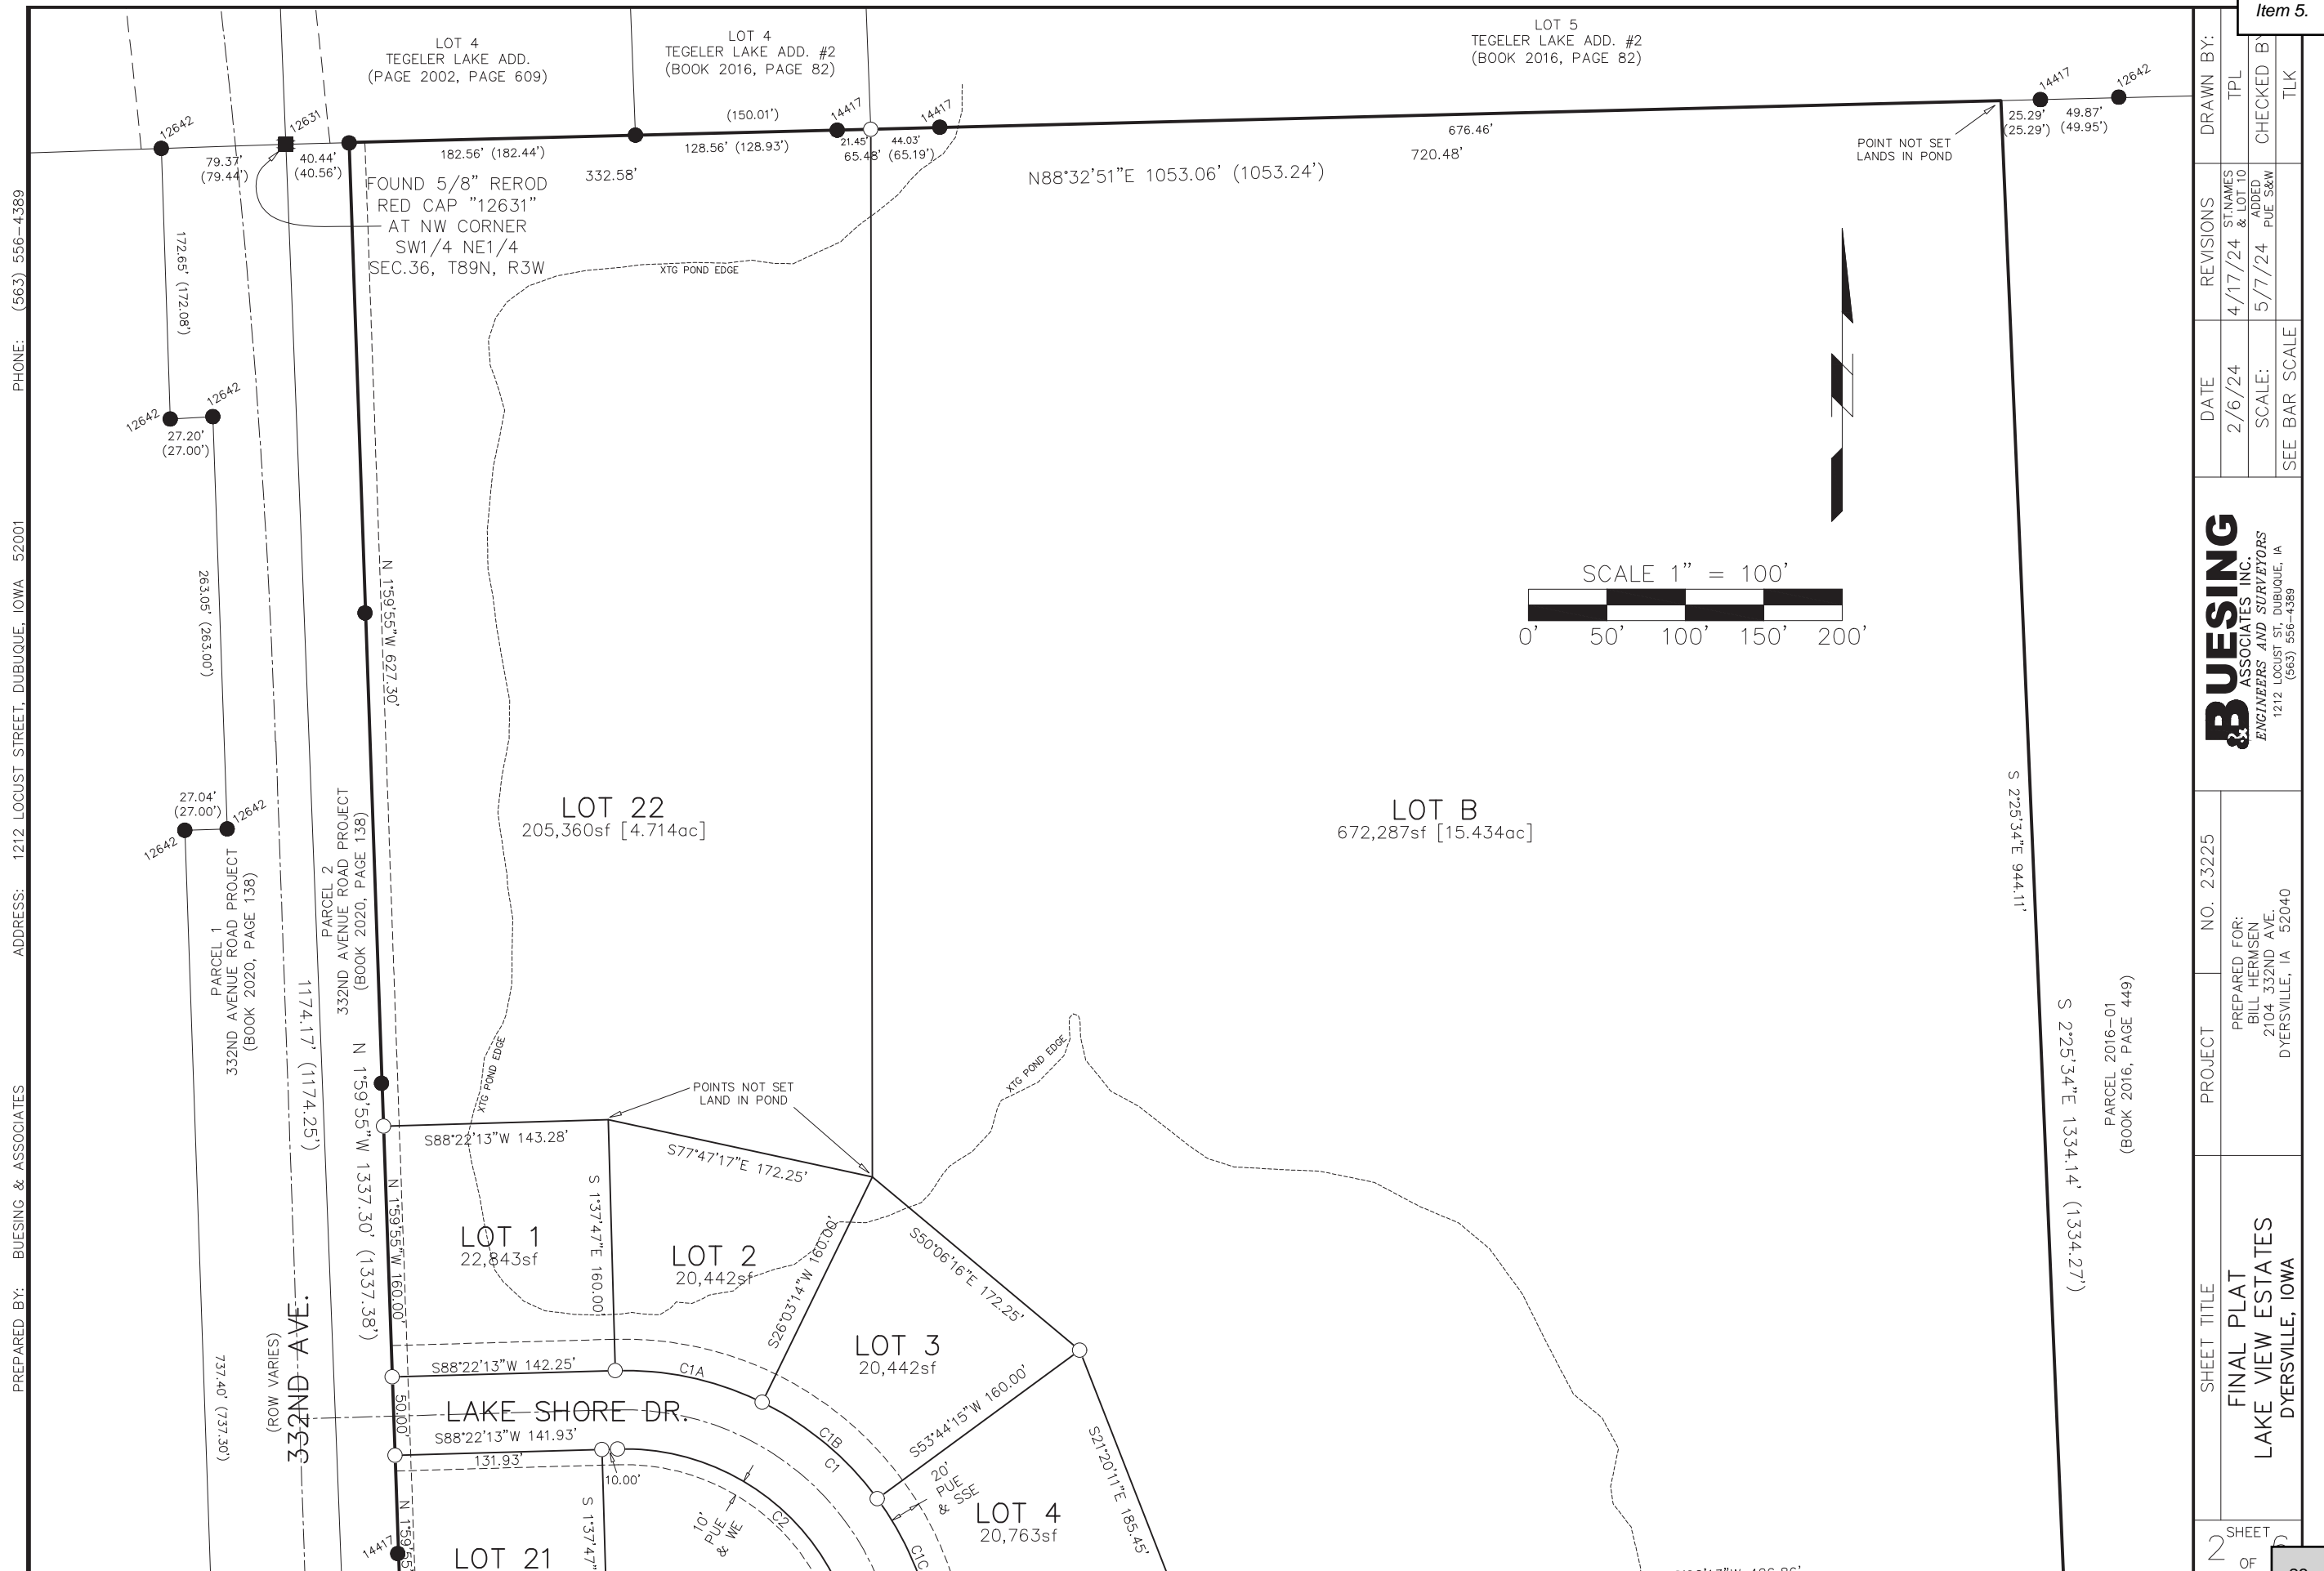 Item 5.
LOT 4
TEGELER LAKE ADD.
(PAGE 2002, PAGE 609)
LOT 4
TEGELER LAKE ADD. #2
(BOOK 2016, PAGE 82)
LOT 5
TEGELER LAKE ADD. #2
(BOOK 2016, PAGE 82)
12642
12631
14417
14417
14417
12642
79.37'
(79.44')
40.44'
(40.56')
182.56' (182.44')
(150.01')
128.56' (128.93')
21.45'
44.03'
65.48' (65.19')
332.58'
676.46'
720.48'
N88°32'51"E 1053.06' (1053.24')
POINT NOT SET
LANDS IN POND
25.29'
(25.29')
49.87'
(49.95')
FOUND 5/8" REROD
RED CAP "12631"
AT NW CORNER
SW1/4 NE1/4
SEC.36, T89N, R3W
XTG POND EDGE
172.65' (172.08')
12642
12642
27.20'
(27.00')
263.05' (263.00')
N 1°59'55"W 627.30'
SCALE 1" = 100'
0' 50' 100' 150' 200'
27.04'
(27.00')
12642
12642
LOT 22
205,360sf [4.714ac]
LOT B
672,287sf [15.434ac]
S 2°25'34"E 944.11'
PARCEL 1
332ND AVENUE ROAD PROJECT
(BOOK 2020, PAGE 138)
PARCEL 2
332ND AVENUE ROAD PROJECT
(BOOK 2020, PAGE 138)
1174.17' (1174.25')
N 1°59'55"W 1337.30' (1337.38')
XTG POND EDGE
XTG POND EDGE
S 2°25'34"E 1334.14' (1334.27')
PARCEL 2016-01
(BOOK 2016, PAGE 449)
POINTS NOT SET
LAND IN POND
S88°22'13"W 143.28'
S77°47'17"E 172.25'
N 1°59'55"W 160.00'
LOT 1
22,843sf
S 1°37'47"E 160.00'
LOT 2
20,442sf
S26°03'14"W 160.00'
S50°06'16"E 172.25'
LOT 3
20,442sf
S88°22'13"W 142.25'
C1A
LAKE SHORE DR.
50.00'
S88°22'13"W 141.93'
131.93'
10.00'
C1B
C1
S53°44'15"W 160.00'
20'
PUE
& SSE
LOT 4
20,763sf
S21°20'11"E 185.45'
10'
PUE
& WE
C2
C1C
737.40' (737.30')
(ROW VARIES)
332ND AVE.
14417
N 1°59'55
LOT 21
S 1°37'47"
PREPARED BY: BUESING & ASSOCIATES ADDRESS: 1212 LOCUST STREET, DUBUQUE, IOWA 52001 PHONE: (563) 556-4389
DRAWN BY:
TPL
CHECKED BY
TLK
REVISIONS
4/17/24 ST.NAMES & LOT 10
5/7/24 ADDED PUE S&W
DATE
2/6/24
SCALE:
SEE BAR SCALE
BUESING
& ASSOCIATES INC.
ENGINEERS AND SURVEYORS
1212 LOCUST ST, DUBUQUE, IA
(563) 556-4389
PROJECT NO. 23225
PREPARED FOR:
BILL HERMSEN
2104 332ND AVE.
DYERSVILLE, IA 52040
SHEET TITLE
FINAL PLAT
LAKE VIEW ESTATES
DYERSVILLE, IOWA
SHEET
2 OF